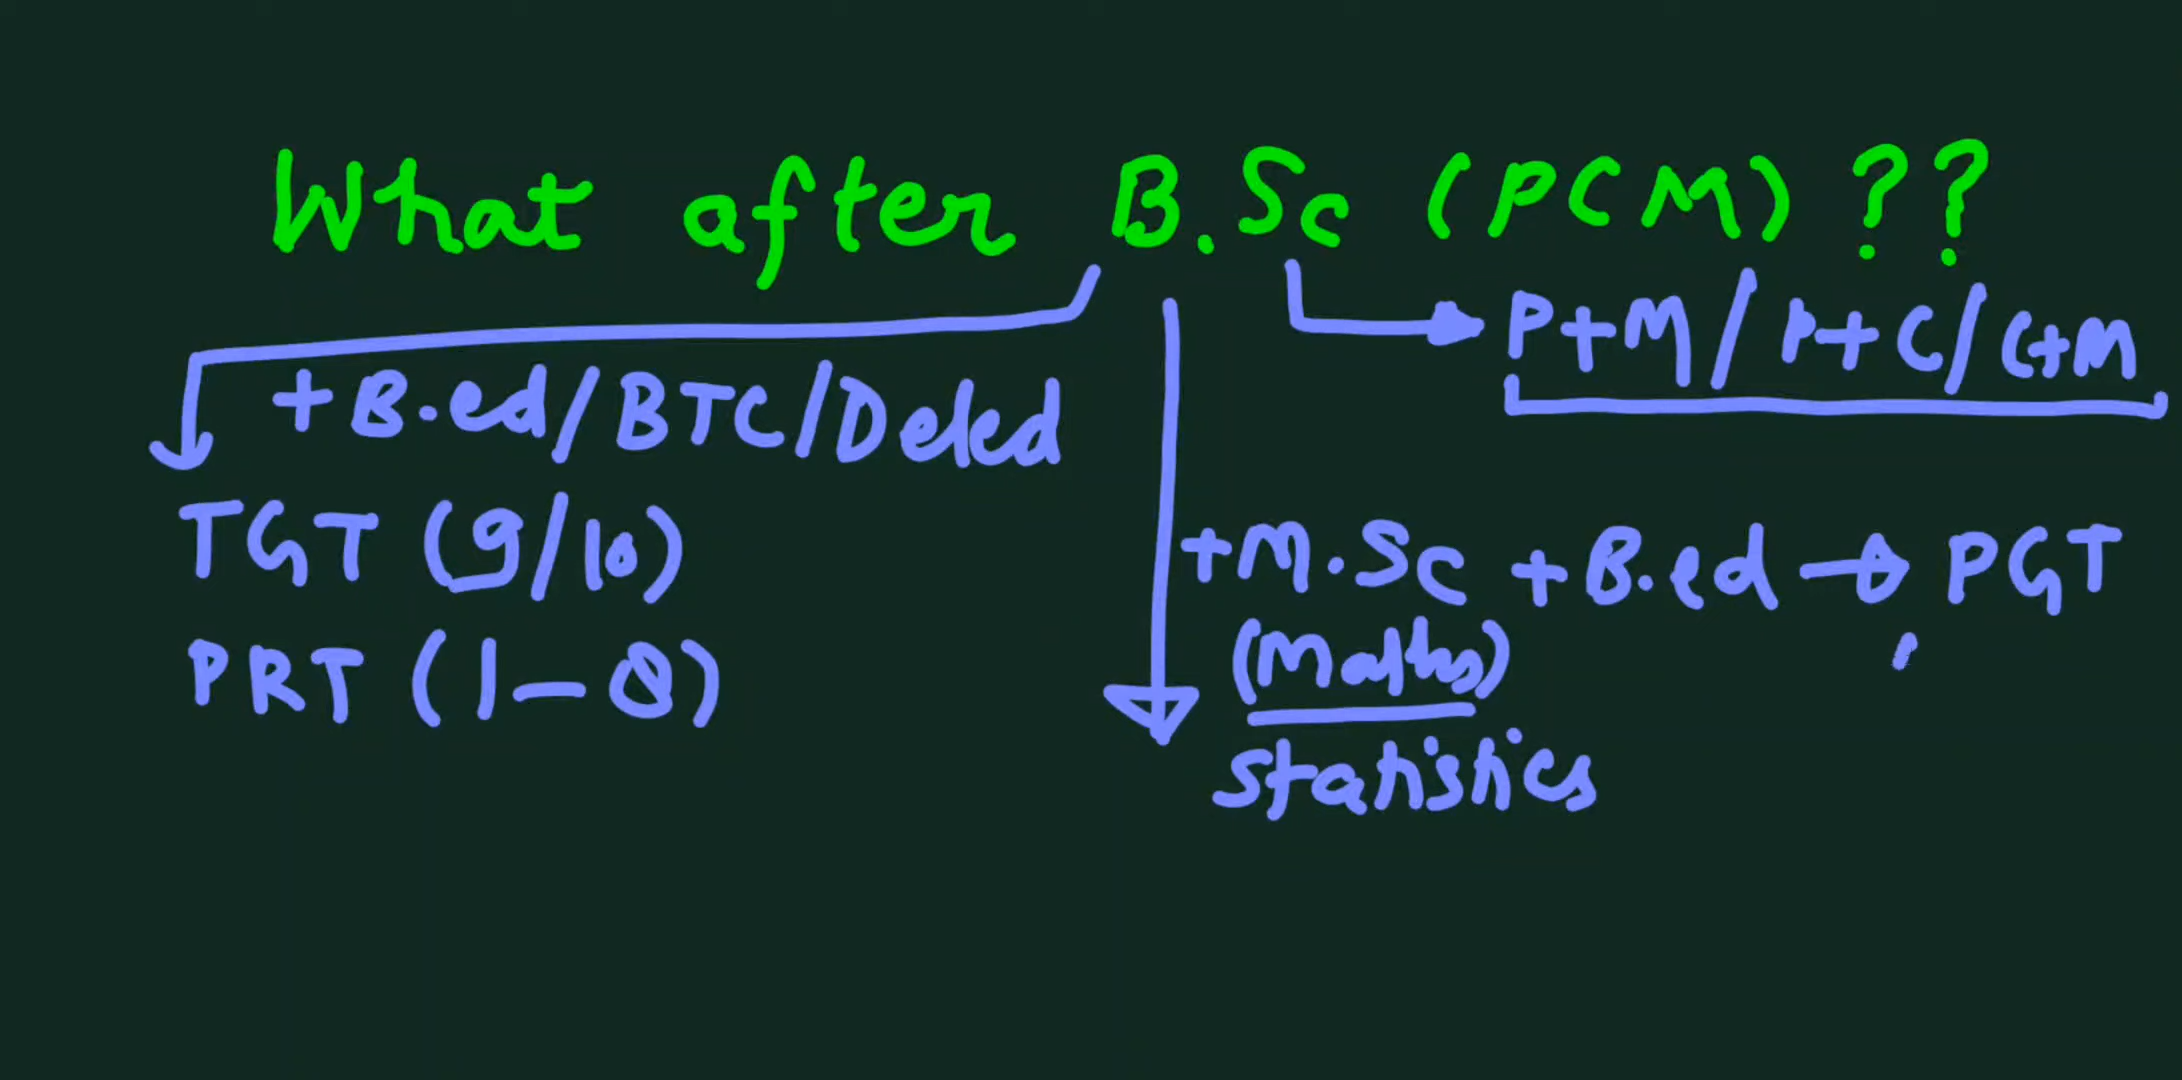 What after B.Sc (PCM) ??
P+M/P+C/C+M
+B.ed/BTC/Deled
TGT (9/10)
PRT (1-8)
+M.Sc +B.ed → PGT
(Maths)
Statistics